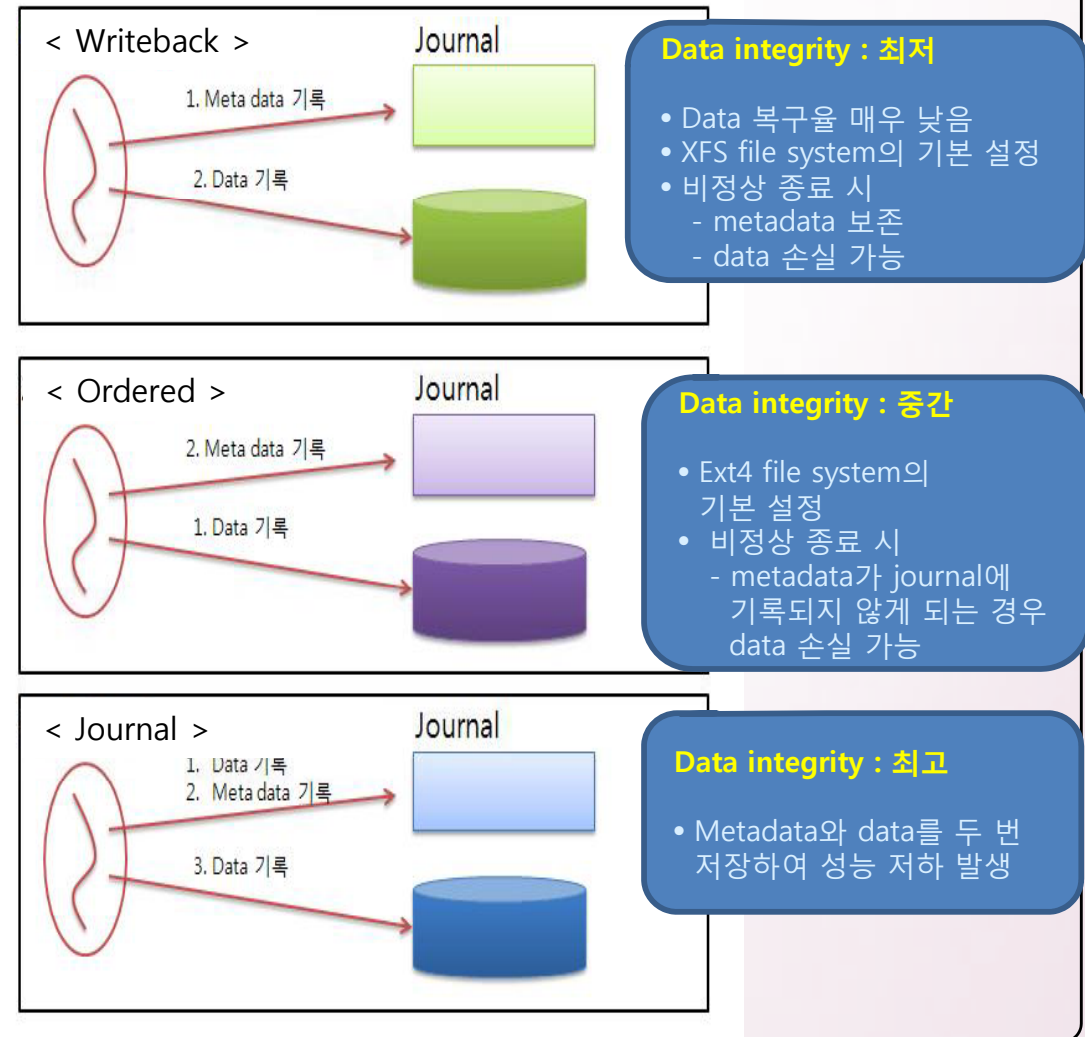 < Writeback >
Journal
1. Meta data 기록
2. Data 기록
Data integrity : 최저
• Data 복구율 매우 낮음
• XFS file system의 기본 설정
• 비정상 종료 시
- metadata 보존
- data 손실 가능
< Ordered >
Journal
2. Meta data 기록
1. Data 기록
Data integrity : 중간
• Ext4 file system의
기본 설정
• 비정상 종료 시
- metadata가 journal에
기록되지 않게 되는 경우
data 손실 가능
< Journal >
Journal
1. Data 기록
2. Meta data 기록
3. Data 기록
Data integrity : 최고
• Metadata와 data를 두 번
저장하여 성능 저하 발생